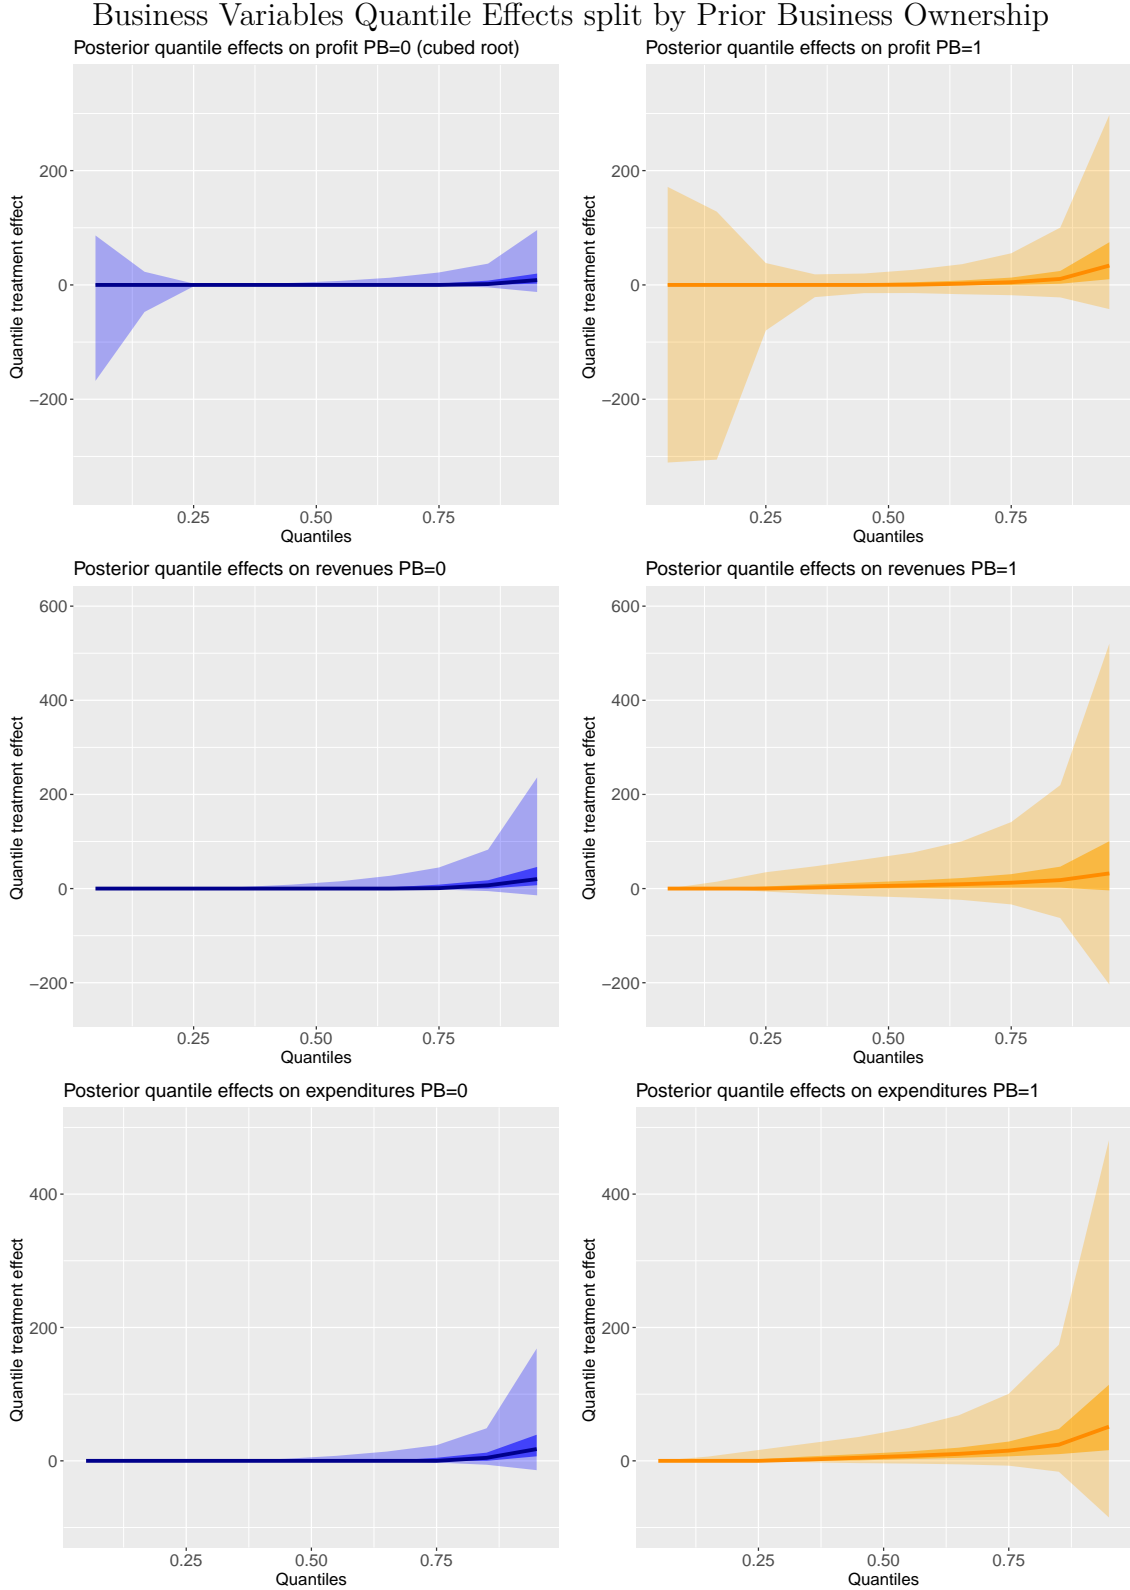 Business Variables Quantile Effects split by Prior Business Ownership
Posterior quantile effects on profit PB=0 (cubed root)
Quantile treatment effect
200
0
−200
0.25 0.50 0.75
Quantiles
Posterior quantile effects on profit PB=1
Quantile treatment effect
200
0
−200
0.25 0.50 0.75
Quantiles
Posterior quantile effects on revenues PB=0
Quantile treatment effect
600
400
200
0
−200
0.25 0.50 0.75
Quantiles
Posterior quantile effects on revenues PB=1
Quantile treatment effect
600
400
200
0
−200
0.25 0.50 0.75
Quantiles
Posterior quantile effects on expenditures PB=0
Quantile treatment effect
400
200
0
0.25 0.50 0.75
Quantiles
Posterior quantile effects on expenditures PB=1
Quantile treatment effect
400
200
0
0.25 0.50 0.75
Quantiles